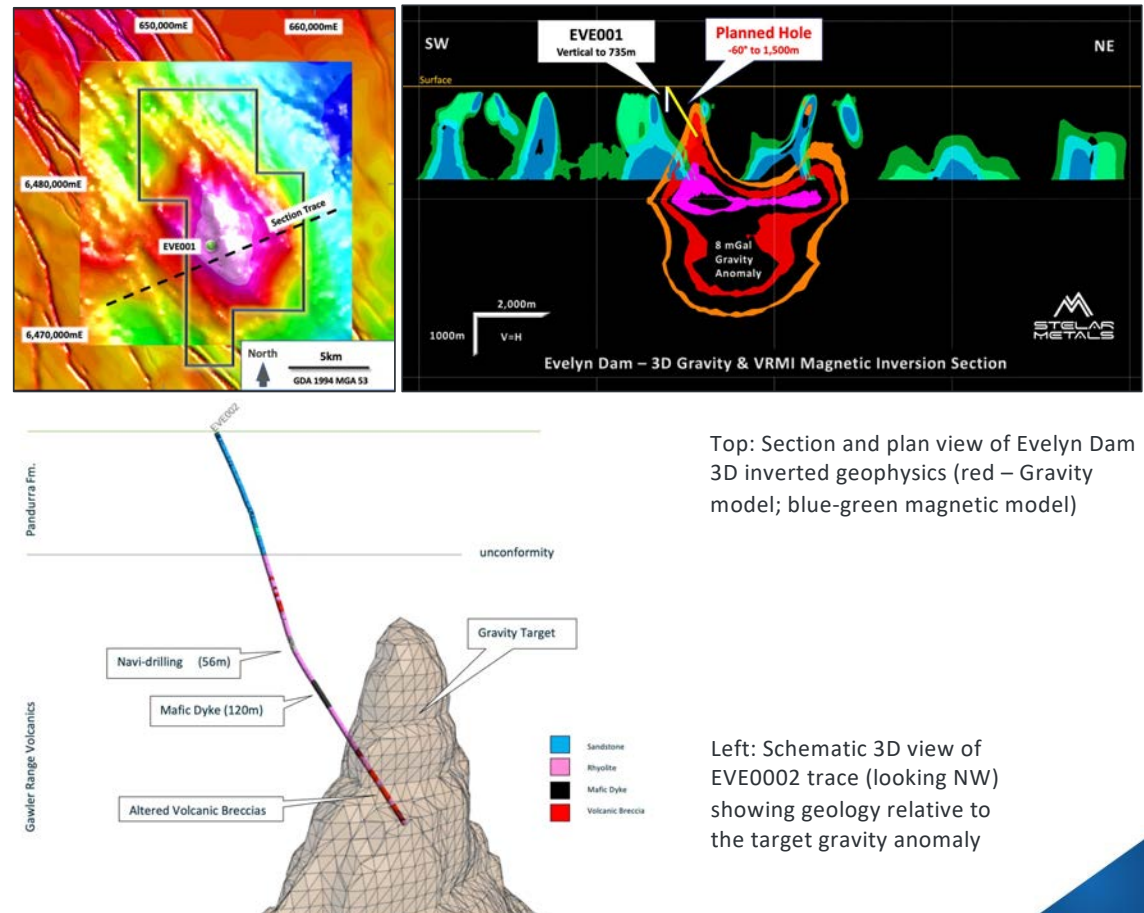 650,000mE
660,000mE
6,480,000mE
EVE001
Section Trace
6,470,000mE
North
5km
GDA 1994 MGA 53
SW
EVE001
Vertical to 735m
Planned Hole
-60° to 1,500m
NE
Surface
8 mGal
Gravity
Anomaly
2,000m
1000m
V=H
STELAR
METALS
Evelyn Dam – 3D Gravity & VRMI Magnetic Inversion Section
EVE002
Pandurra Fm.
unconformity
Gravity Target
Navi-drilling (56m)
Mafic Dyke (120m)
Gawler Range Volcanics
Altered Volcanic Breccias
Sandstone
Rhyolite
Mafic Dyke
Volcanic Breccia
Top: Section and plan view of Evelyn Dam
3D inverted geophysics (red – Gravity
model; blue-green magnetic model)
Left: Schematic 3D view of
EVE0002 trace (looking NW)
showing geology relative to
the target gravity anomaly